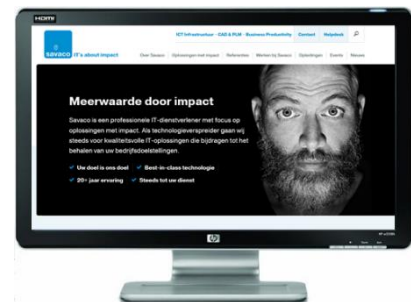 HDMI
ICT Infrastructuur CAD & PLM Business Productivity Contact Helpdesk
savaco
IT's about impact
Over Savaco Oplossingen met impact Referenties Werken bij Savaco Opleidingen Events Nieuws
Meerwaarde door impact
Savaco is een professionele IT-dienstverlener met focus op
oplossingen met impact. Als technologieverspreider gaan wij
steeds voor kwaliteitsvolle IT-oplossingen die bijdragen tot het
behalen van uw bedrijfsdoelstellingen.
Uw doel is ons doel Best-in-class technologie
20+ jaar ervaring Steeds tot uw dienst
hp